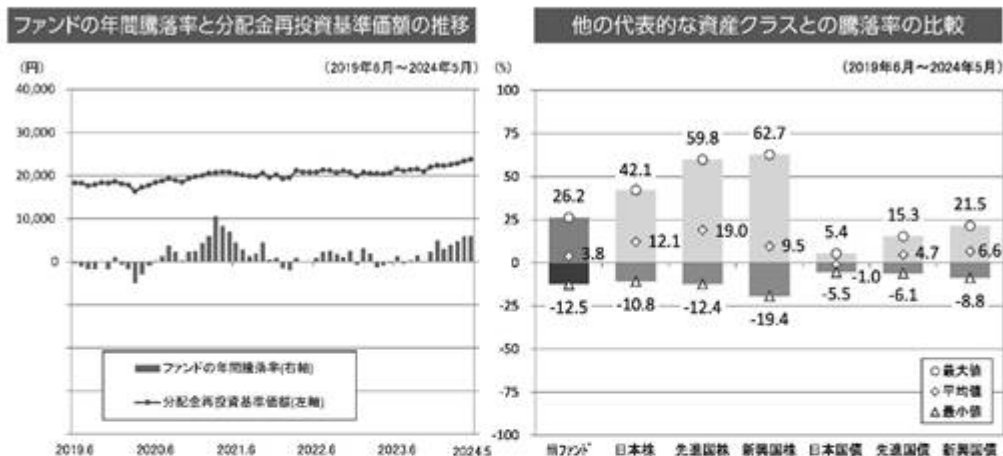 ファンドの年間騰落率と分配金再投資基準価額の推移
(円)
(2019年6月～2024年5月)
40,000
30,000
20,000
10,000
0
ファンドの年間騰落率(右軸)
分配金再投資基準価額(左軸)
2019.6 2020.6 2021.6 2022.6 2023.6 2024.5
他の代表的な資産クラスとの騰落率の比較
(%)
(2019年6月～2024年5月)
100
75
50
25
0
-25
-50
-75
-100
26.2 42.1 59.8 62.7 5.4 15.3 21.5
3.8 12.1 19.0 9.5 -1.0 4.7 6.6
-12.5 -10.8 -12.4 -19.4 -5.5 -6.1 -8.8
最大値
平均値
最小値
当ファンド 日本株 先進国株 新興国株 日本国債 先進国債 新興国債